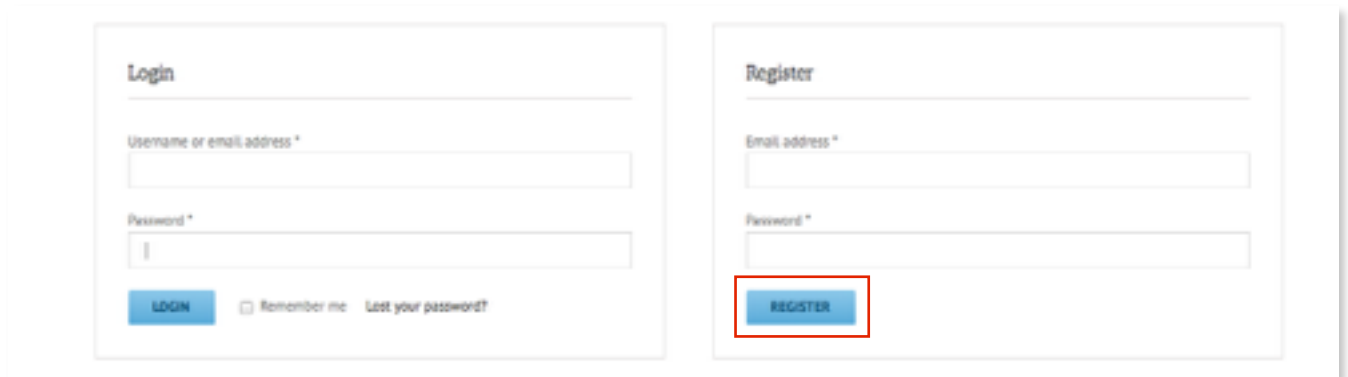 Login
Username or email address *
Password *
LOGIN
Remember me
Lost your password?
Register
Email address *
Password *
REGISTER